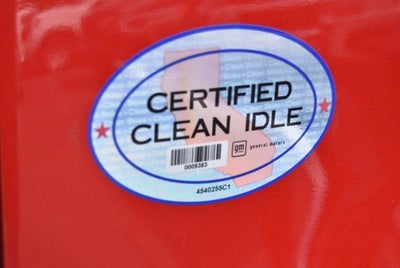 CERTIFIED
CLEAN IDLE
0009383
gm general motors
4540255C1